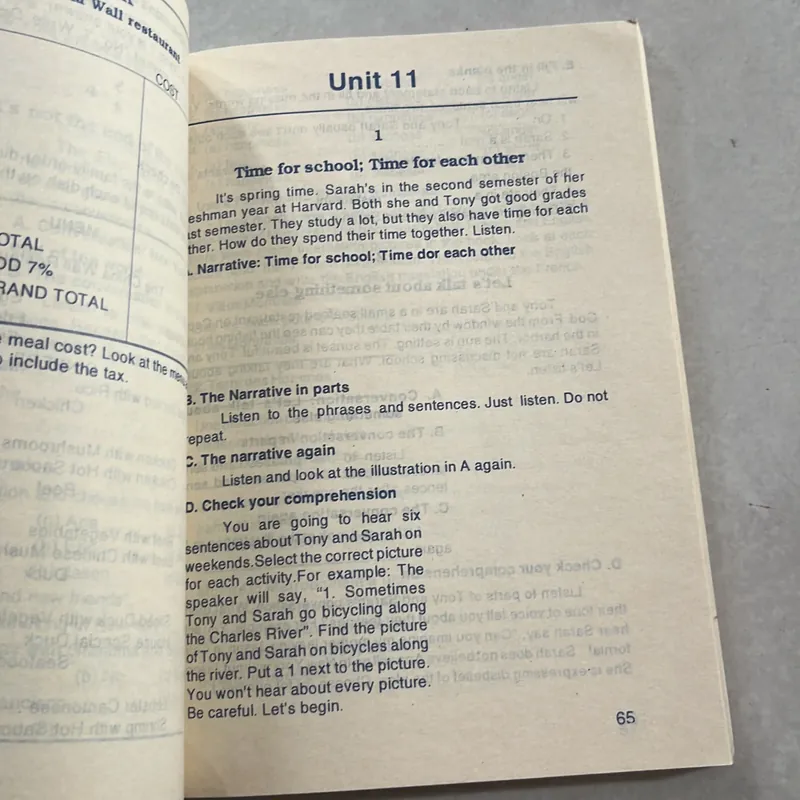 Wall restaurant
COST
OTAL
DD 7%
RAND TOTAL
meal cost? Look at the
include the tax.
Unit 11
1
Time for school; Time for each other
It's spring time. Sarah's in the second semester of her
eshman year at Harvard. Both she and Tony got good grades
st semester. They study a lot, but they also have time for each
ther. How do they spend their time together. Listen.
. Narrative: Time for school; Time dor each other
B. The Narrative in parts
Listen to the phrases and sentences. Just listen. Do not
repeat.
C. The narrative again
Listen and look at the illustration in A again.
D. Check your comprehension
You are going to hear six
sentences about Tony and Sarah on
weekends.Select the correct picture
for each activity.For example: The
speaker will say, "1. Sometimes
Tony and Sarah go bicycling along
the Charles River". Find the picture
of Tony and Sarah on bicycles along
the river. Put a 1 next to the picture.
You won't hear about every picture.
Be careful. Let's begin.
65